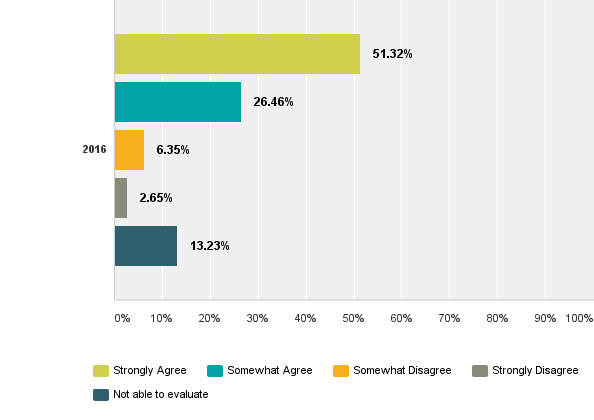 51.32%
26.46%
2016 6.35%
2.65%
13.23%
0% 10% 20% 30% 40% 50% 60% 70% 80% 90% 100%
Strongly Agree Somewhat Agree Somewhat Disagree Strongly Disagree
Not able to evaluate